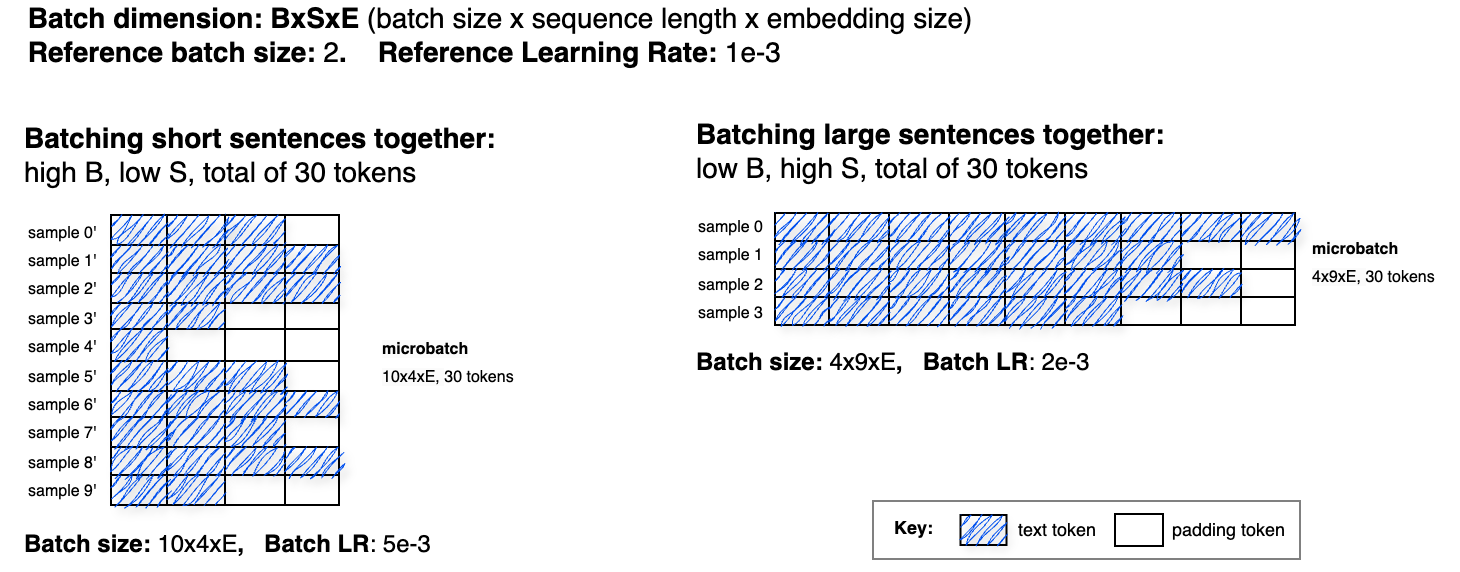 Batch dimension: BxSxE (batch size x sequence length x embedding size)
Reference batch size: 2. Reference Learning Rate: 1e-3
Batching short sentences together:
high B, low S, total of 30 tokens
sample 0'
sample 1'
sample 2'
sample 3'
sample 4'
sample 5'
sample 6'
sample 7'
sample 8'
sample 9'
microbatch
10x4xE, 30 tokens
Batch size: 10x4xE, Batch LR: 5e-3
Batching large sentences together:
low B, high S, total of 30 tokens
sample 0
sample 1
sample 2
sample 3
microbatch
4x9xE, 30 tokens
Batch size: 4x9xE, Batch LR: 2e-3
Key: text token padding token